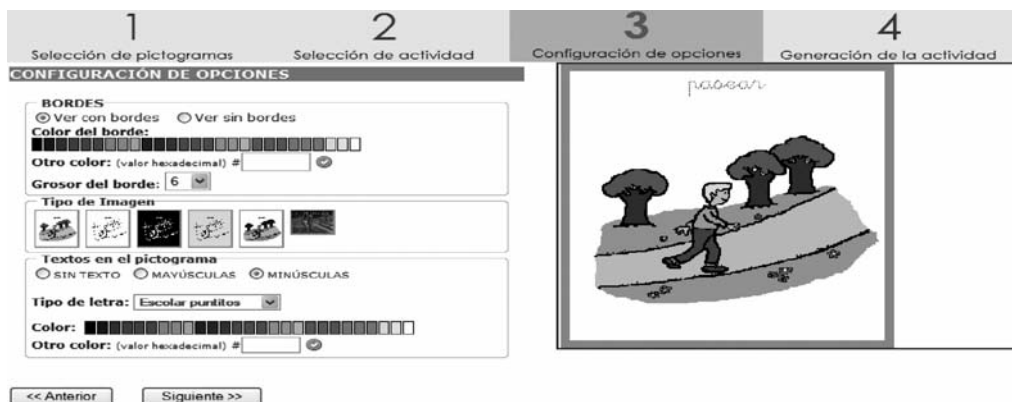 1 2 3 4
Selección de pictogramas Selección de actividad Configuración de opciones Generación de la actividad
CONFIGURACIÓN DE OPCIONES
BORDES
Ver con bordes Ver sin bordes
Color del borde:
Otro color: (valor hexadecimal) #
Grosor del borde: 6
Tipo de Imagen
Textos en el pictograma
SIN TEXTO MAYÚSCULAS MINÚSCULAS
Tipo de letra: Escolar puntitos
Color:
Otro color: (valor hexadecimal) #
<< Anterior Siguiente >>
pasear